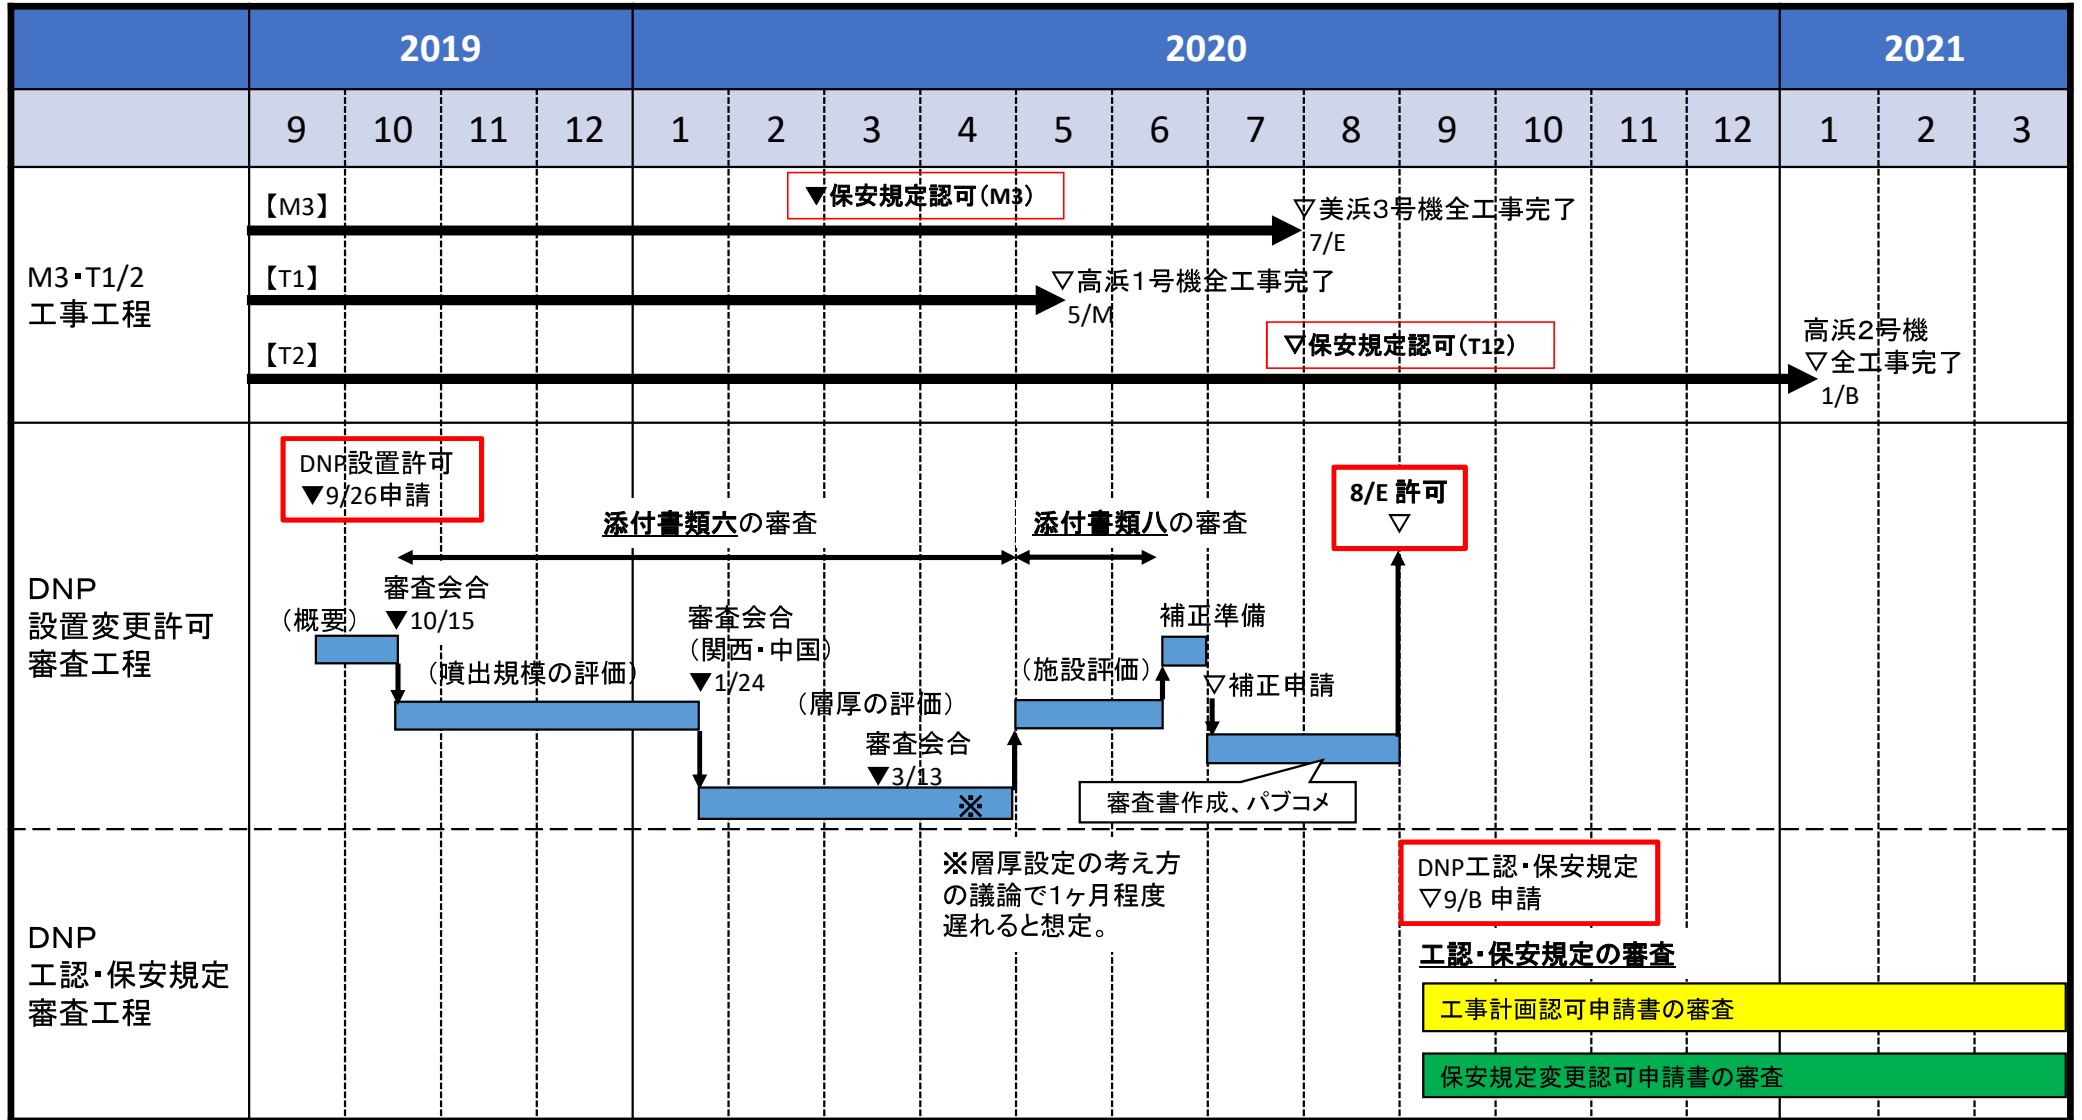 2019
2020
2021
9
10
11
12
1
2
3
4
5
6
7
8
9
10
11
12
1
2
3
M3・T1/2
工事工程
【M3】
▼保安規定認可(M3)
▽美浜３号機全工事完了
7/E
【T1】
▽高浜１号機全工事完了
5/M
【T2】
▽保安規定認可(T12)
高浜２号機
▽全工事完了
1/B
DNP
設置変更許可
審査工程
DNP設置許可
▼9/26申請
添付書類六の審査
添付書類八の審査
8/E 許可
▽
（概要）
審査会合
▼10/15
（噴出規模の評価）
審査会合
（関西・中国）
▼1/24
（層厚の評価）
審査会合
▼3/13
※
（施設評価）
補正準備
▽補正申請
審査書作成、パブコメ
DNP
工認・保安規定
審査工程
※層厚設定の考え方
の議論で１ヶ月程度
遅れると想定。
DNP工認・保安規定
▽9/B 申請
工認・保安規定の審査
工事計画認可申請書の審査
保安規定変更認可申請書の審査